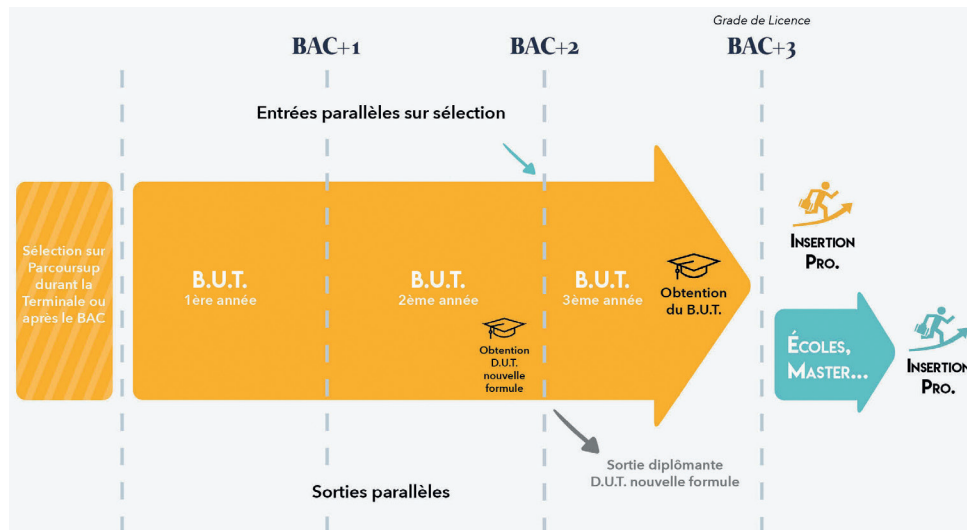 Grade de Licence
BAC+1
BAC+2
BAC+3
Entrées parallèles sur sélection
Sélection sur
Parcoursup
durant la
Terminale ou
après le BAC
B.U.T.
1ère année
B.U.T.
2ème année
B.U.T.
3ème année
Obtention
du B.U.T.
Obtention
D.U.T.
nouvelle
formule
INSERTION
PRO.
ÉCOLES,
MASTER...
INSERTION
PRO.
Sortie diplômante
D.U.T. nouvelle formule
Sorties parallèles